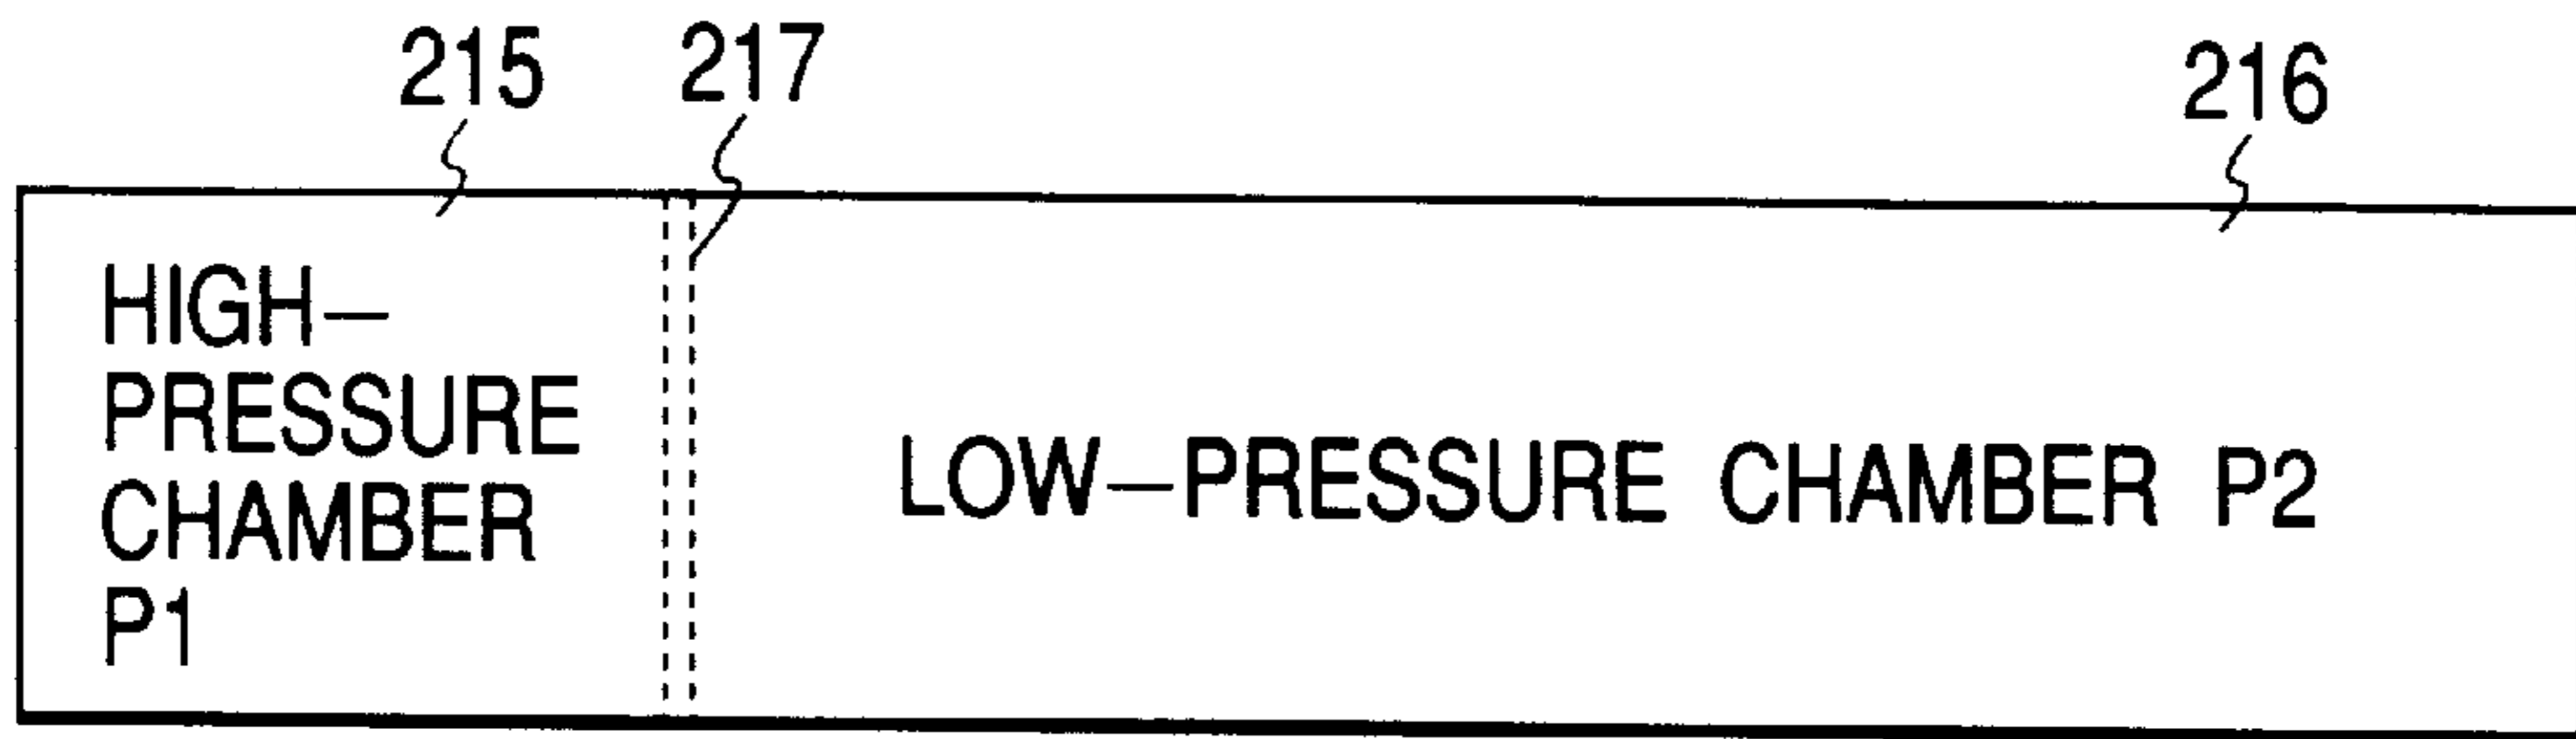 215 217 216
HIGH–
PRESSURE
CHAMBER
P1
LOW–PRESSURE CHAMBER P2